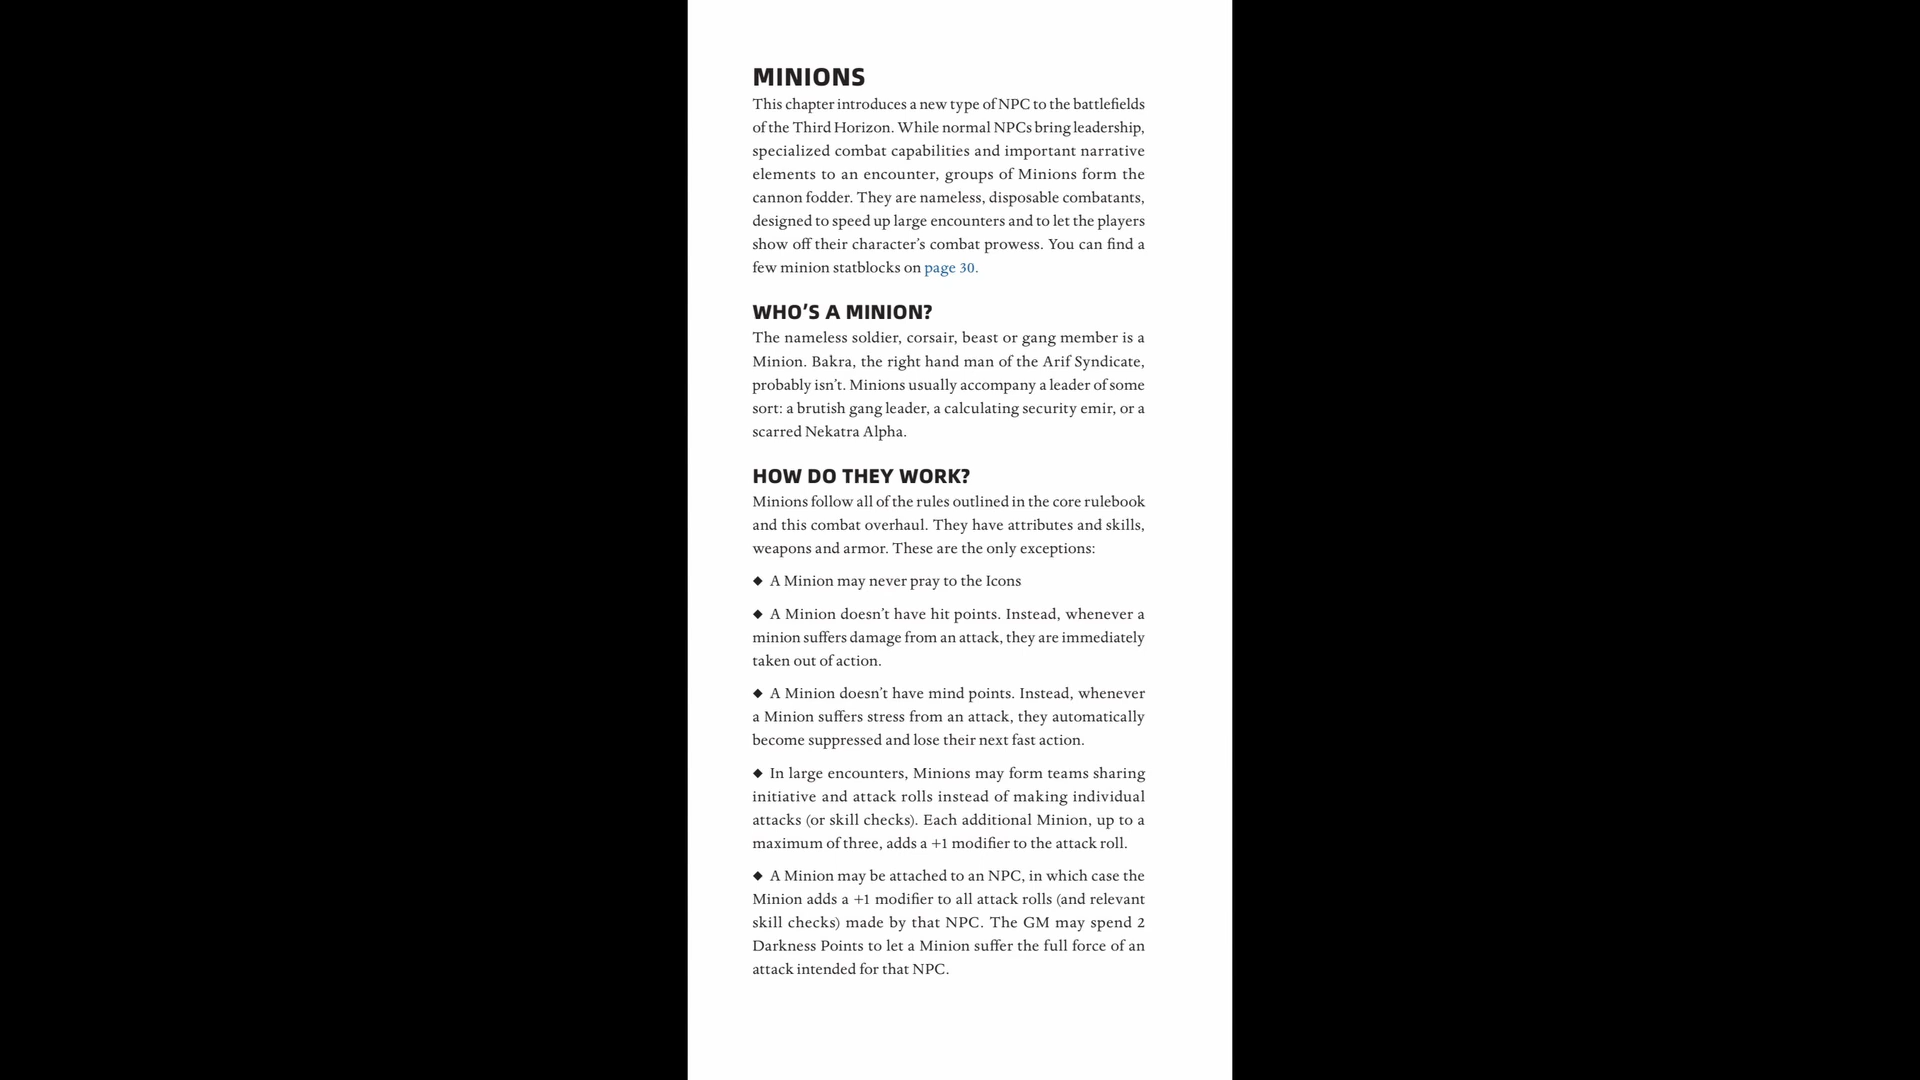 MINIONS
This chapter introduces a new type of NPC to the battlefields
of the Third Horizon. While normal NPCs bring leadership,
specialized combat capabilities and important narrative
elements to an encounter, groups of Minions form the
cannon fodder. They are nameless, disposable combatants,
designed to speed up large encounters and to let the players
show off their character’s combat prowess. You can find a
few minion statblocks on page 30.
WHO’S A MINION?
The nameless soldier, corsair, beast or gang member is a
Minion. Bakra, the right hand man of the Arif Syndicate,
probably isn’t. Minions usually accompany a leader of some
sort: a brutish gang leader, a calculating security emir, or a
scarred Nekatra Alpha.
HOW DO THEY WORK?
Minions follow all of the rules outlined in the core rulebook
and this combat overhaul. They have attributes and skills,
weapons and armor. These are the only exceptions:
◆ A Minion may never pray to the Icons
◆ A Minion doesn’t have hit points. Instead, whenever a
minion suffers damage from an attack, they are immediately
taken out of action.
◆ A Minion doesn’t have mind points. Instead, whenever
a Minion suffers stress from an attack, they automatically
become suppressed and lose their next fast action.
◆ In large encounters, Minions may form teams sharing
initiative and attack rolls instead of making individual
attacks (or skill checks). Each additional Minion, up to a
maximum of three, adds a +1 modifier to the attack roll.
◆ A Minion may be attached to an NPC, in which case the
Minion adds a +1 modifier to all attack rolls (and relevant
skill checks) made by that NPC. The GM may spend 2
Darkness Points to let a Minion suffer the full force of an
attack intended for that NPC.